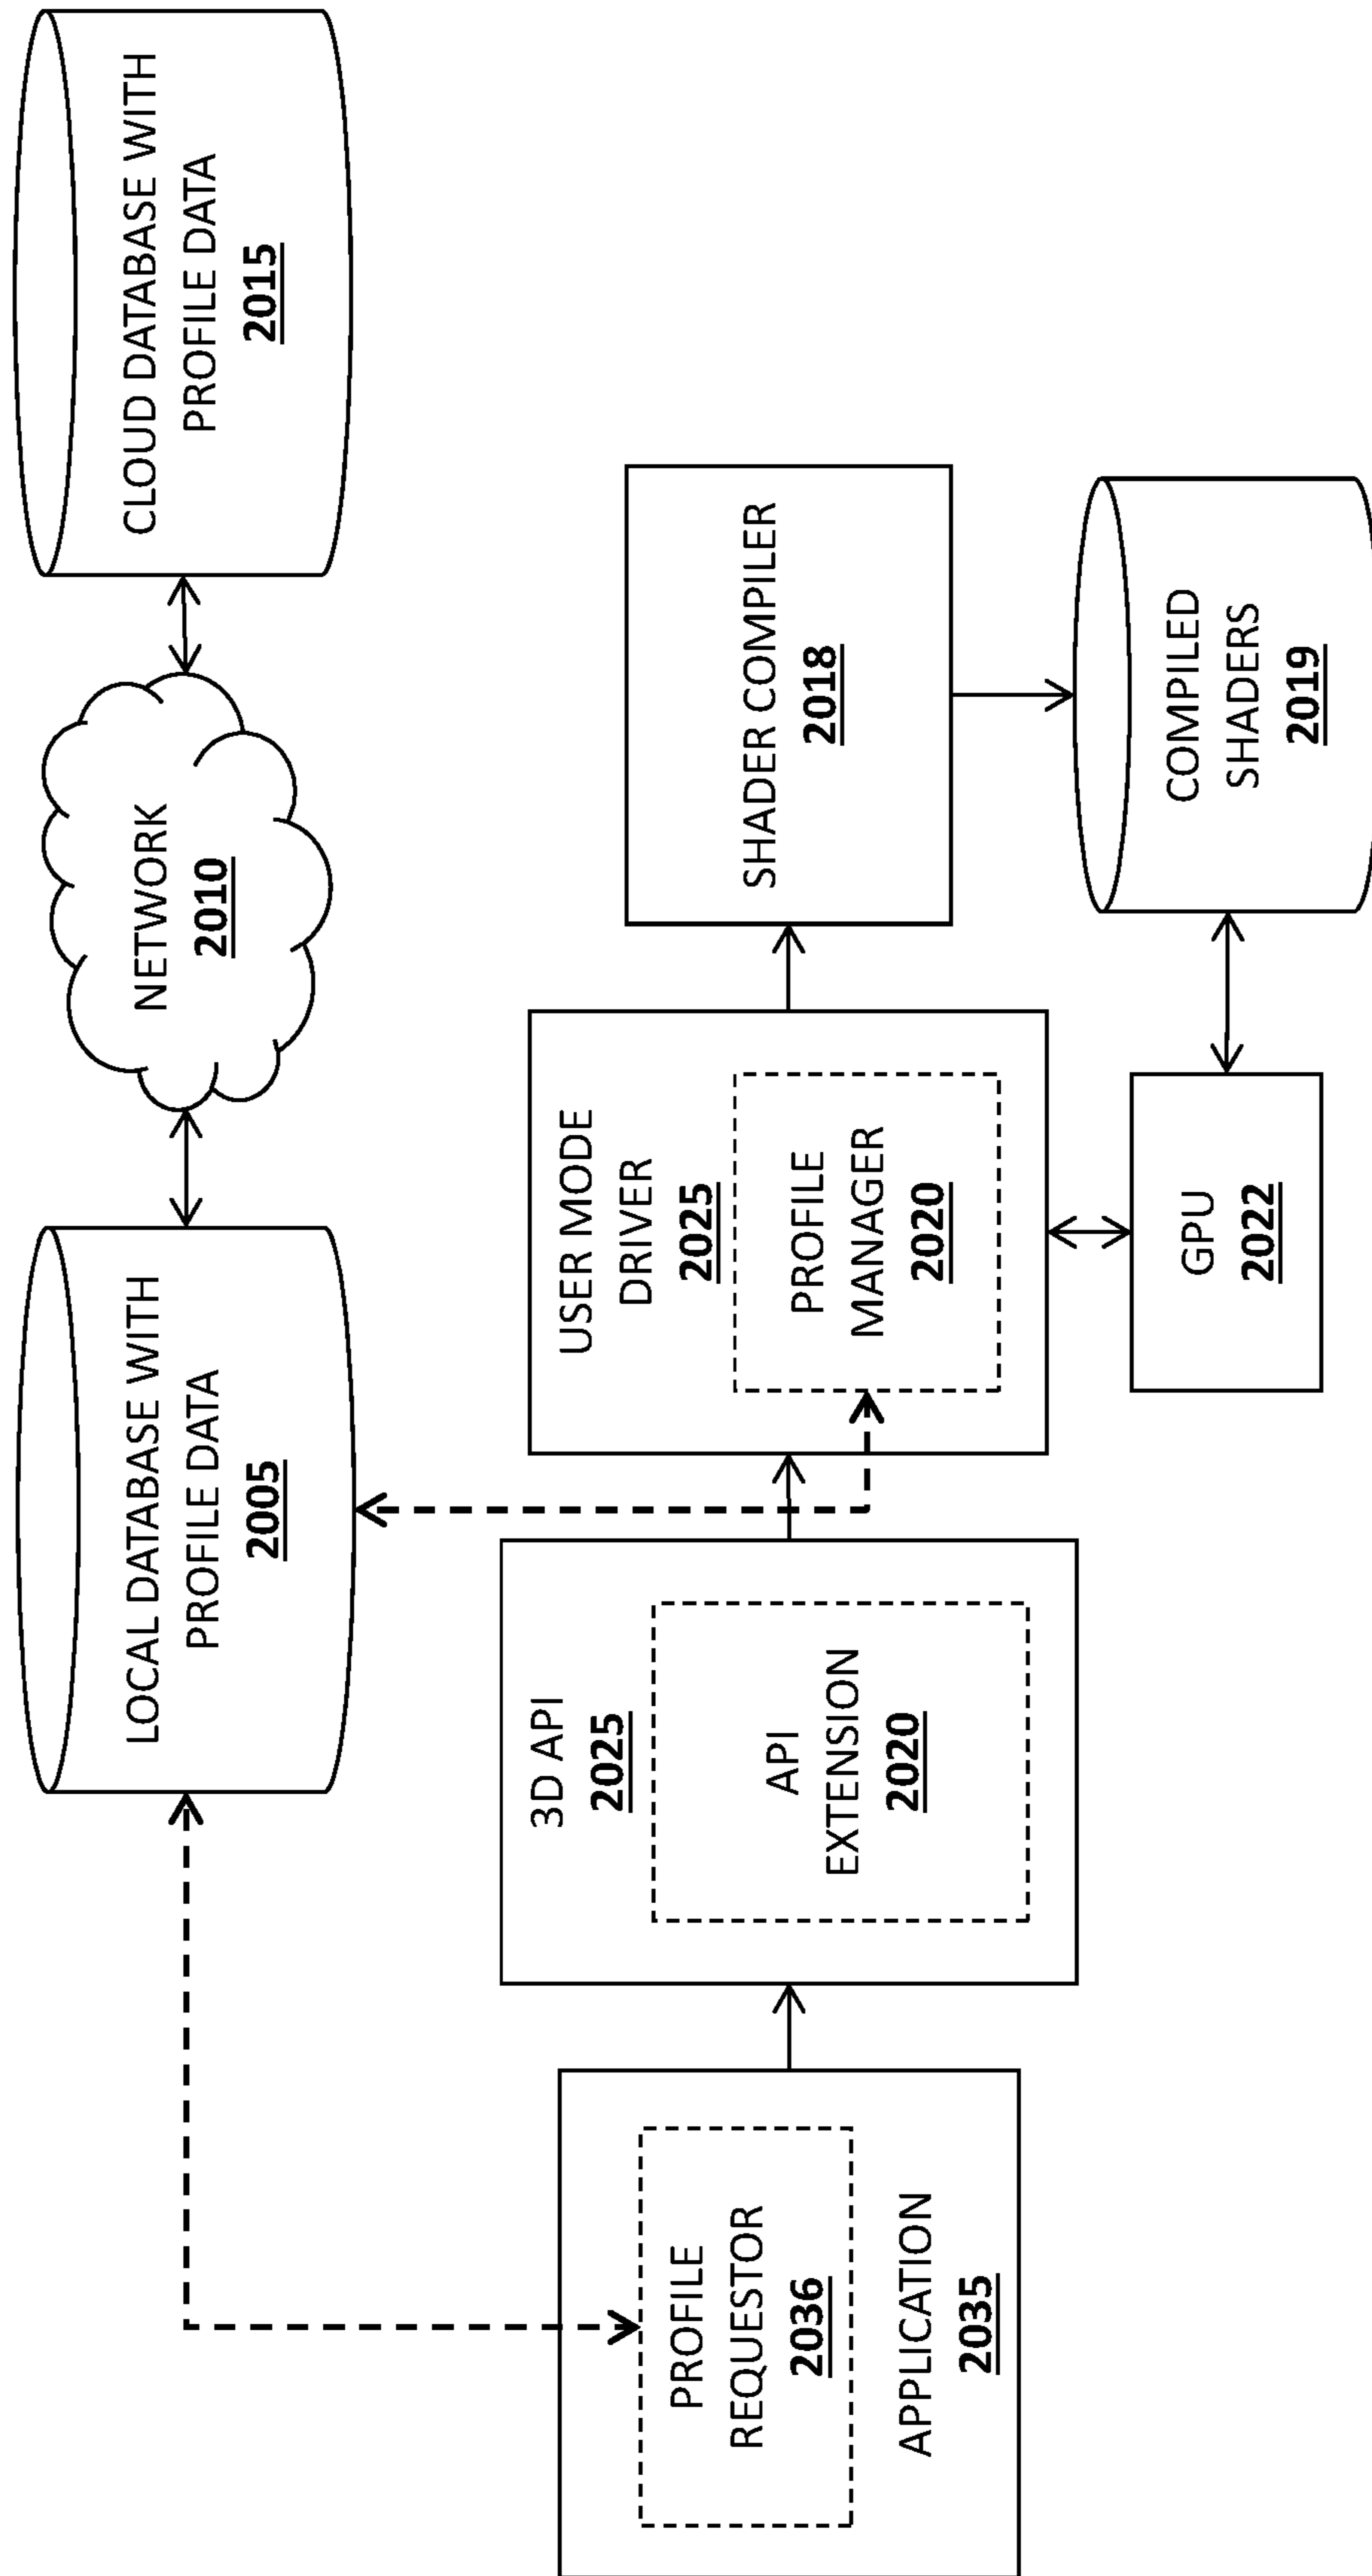 LOCAL DATABASE WITH
PROFILE DATA
2005
NETWORK
2010
CLOUD DATABASE WITH
PROFILE DATA
2015
PROFILE
REQUESTOR
2036
APPLICATION
2035
3D API
2025
API
EXTENSION
2020
USER MODE
DRIVER
2025
PROFILE
MANAGER
2020
SHADER COMPILER
2018
GPU
2022
COMPILED
SHADERS
2019